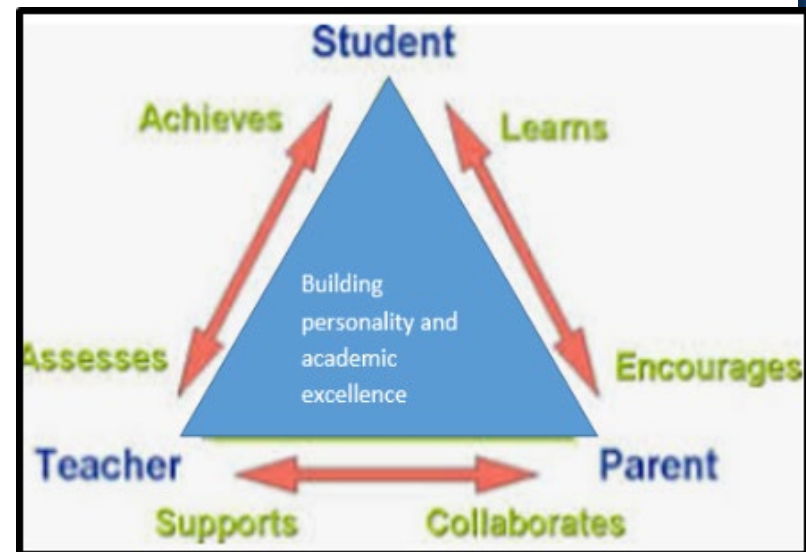 Student
Achieves
Learns
Building
personality and
academic
excellence
Assesses
Encourages
Teacher
Parent
Supports
Collaborates